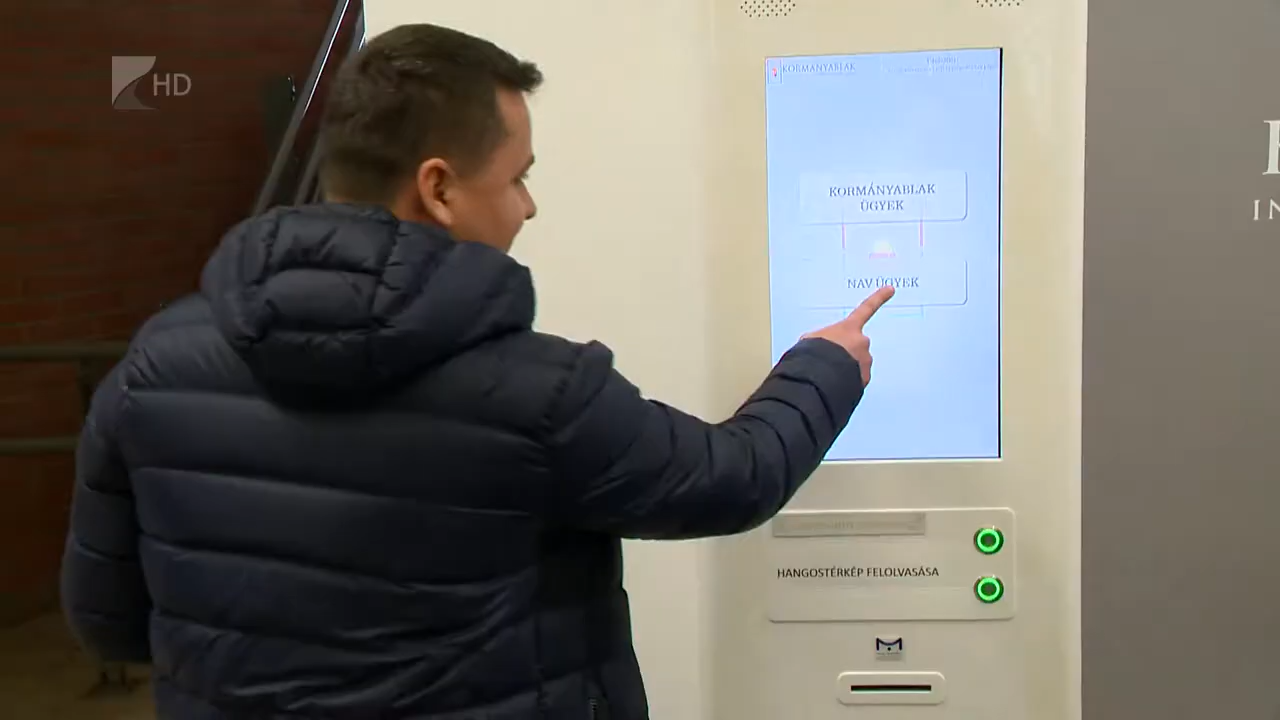 HD
KORMÁNYABLAK
KORMÁNYABLAK
ÜGYEK
NAV ÜGYEK
HANGOSTÉRKÉP FELOLVASÁSA